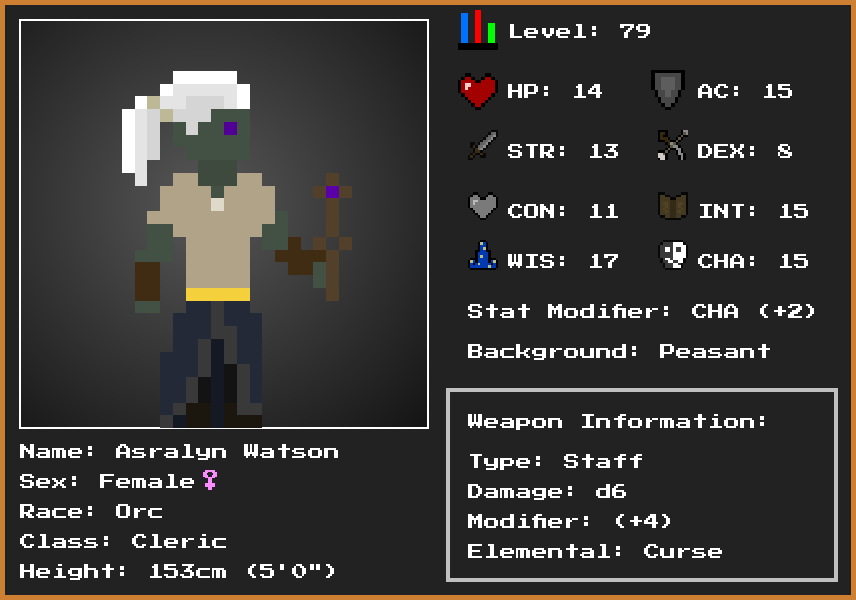 Level: 79
HP: 14 AC: 15
STR: 13 DEX: 8
CON: 11 INT: 15
WIS: 17 CHA: 15
Stat Modifier: CHA (+2)
Background: Peasant
Weapon Information:
Type: Staff
Damage: d6
Modifier: (+4)
Elemental: Curse
Name: Asralyn Watson
Sex: Female♀
Race: Orc
Class: Cleric
Height: 153cm (5'0")